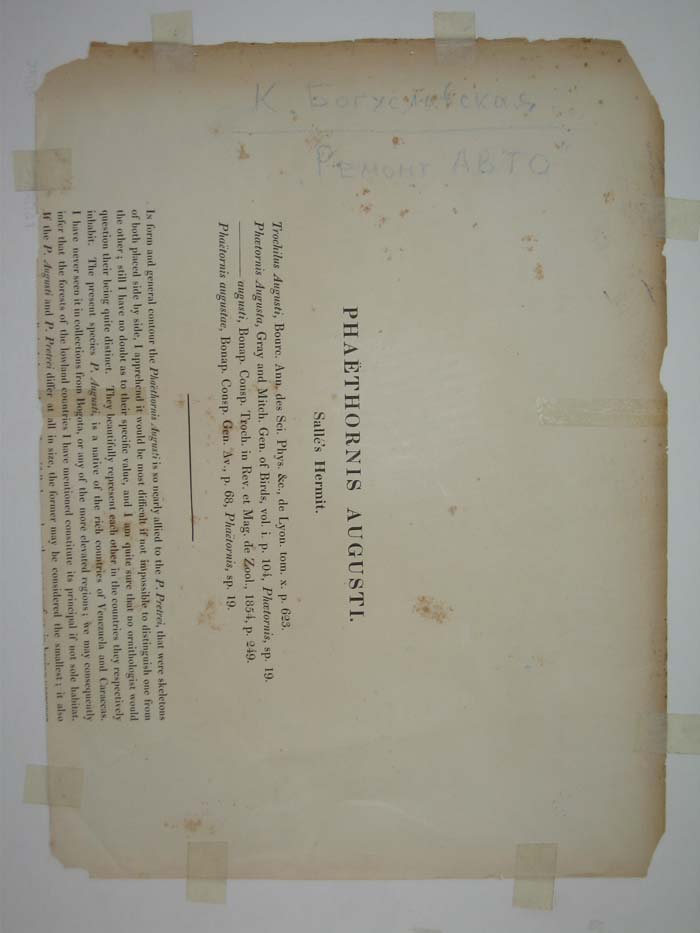 К. Богуславская
Ремонт АВТО
PHAËTHORNIS AUGUSTI.
Sallé's Hermit.
Trochilus Augusti, Bourc. Ann. des Sci. Phys. &c., de Lyon, tom. x. p. 623.
Phætornis Augusta, Gray and Mitch. Gen. of Birds, vol. i. p. 104, Phætornis, sp. 19.
——— augusti, Bonap. Consp. Troch. in Rev. et Mag. de Zool., 1854, p. 249.
Phaëtornis augustæ, Bonap. Consp. Gen. Av., p. 68, Phaëtornis, sp. 19.
In form and general contour the Phaëthornis Augusti is so nearly allied to the P. Pretrei, that were skeletons
of both placed side by side, I apprehend it would be most difficult if not impossible to distinguish one from
the other; still I have no doubt as to their specific value, and I am quite sure that no ornithologist would
question their being quite distinct. They beautifully represent each other in the countries they respectively
inhabit. The present species P. Augusti, is a native of the rich countries of Venezuela and Caraccas.
I have never seen it in collections from Bogota, or any of the more elevated regions; we may consequently
infer that the forests of the lowland countries I have mentioned constitute its principal if not sole habitat.
If the P. Augusti and P. Pretrei differ at all in size, the former may be considered the smallest; it also